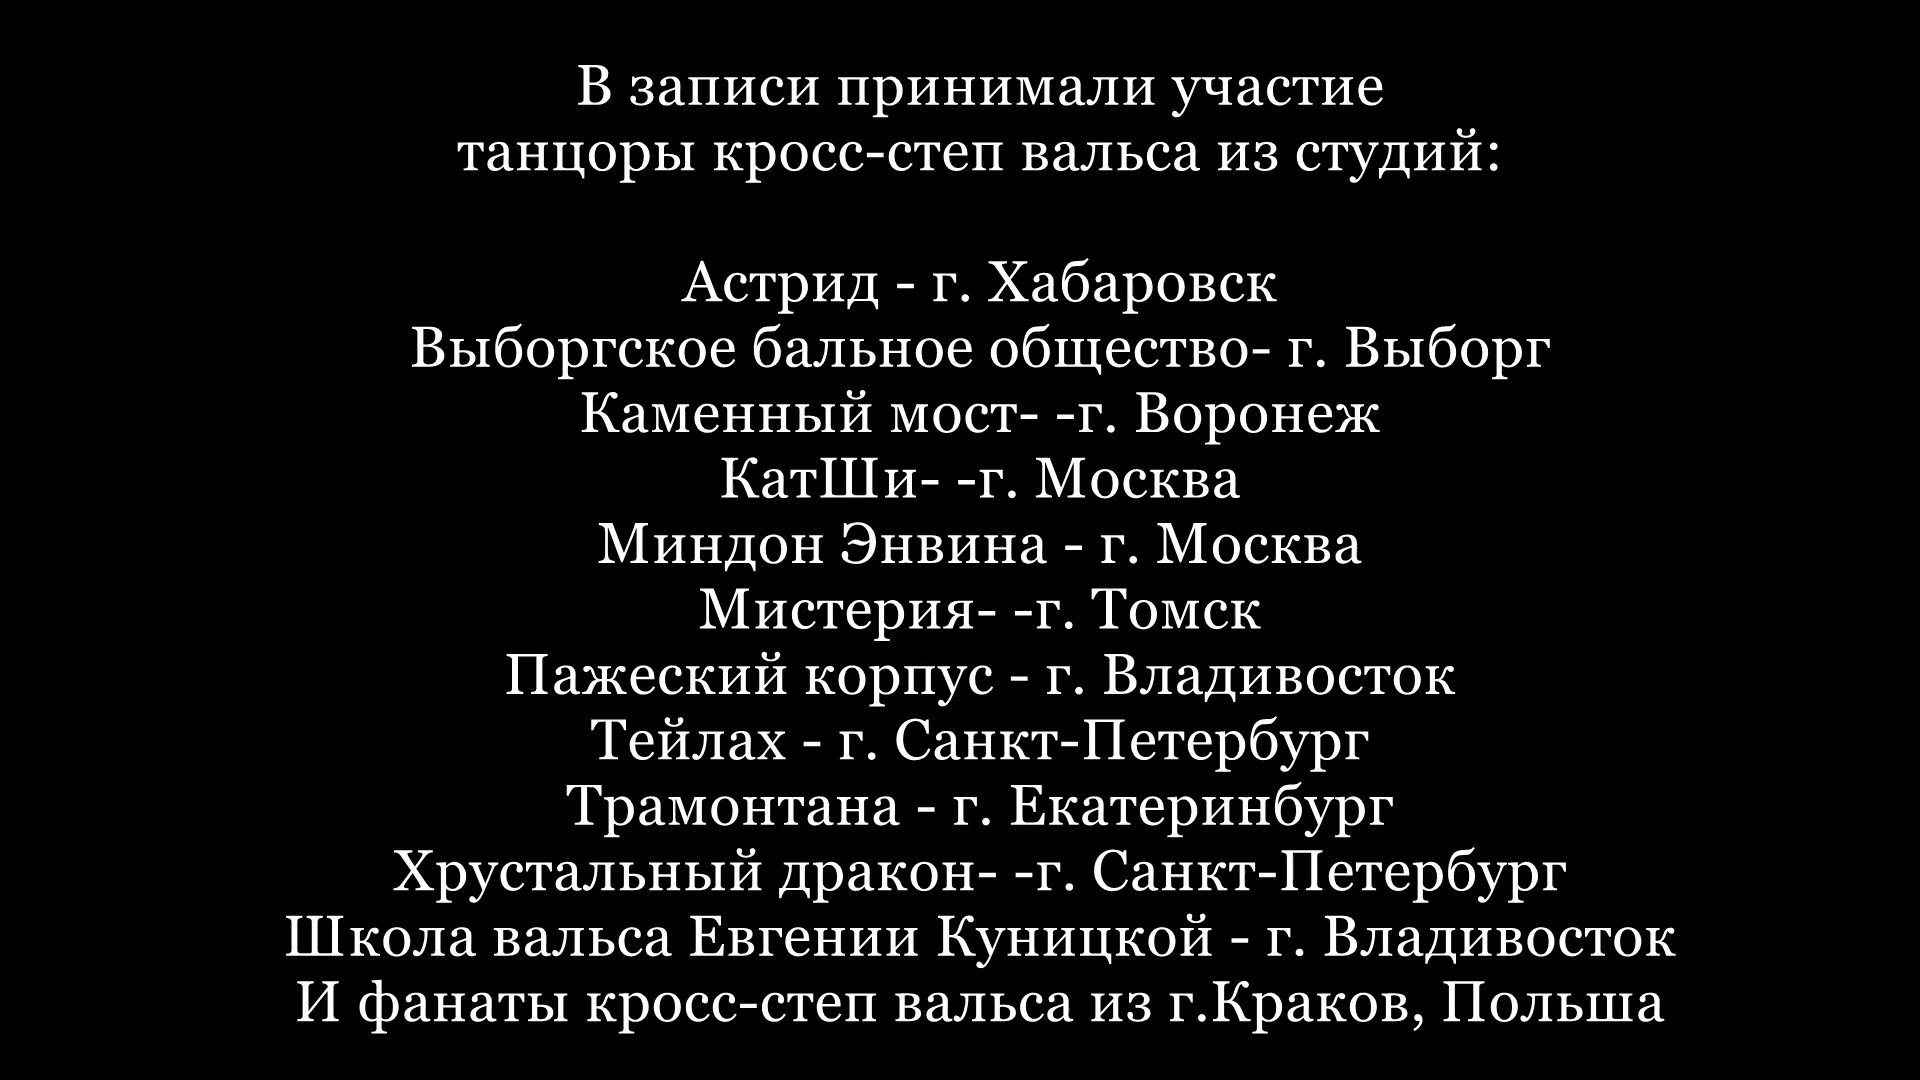 В записи принимали участие
танцоры кросс-степ вальса из студий:
Астрид - г. Хабаровск
Выборгское бальное общество- г. Выборг
Каменный мост- -г. Воронеж
КатШи- -г. Москва
Миндон Энвина - г. Москва
Мистерия- -г. Томск
Пажеский корпус - г. Владивосток
Тейлах - г. Санкт-Петербург
Трамонтана - г. Екатеринбург
Хрустальный дракон- -г. Санкт-Петербург
Школа вальса Евгении Куницкой - г. Владивосток
И фанаты кросс-степ вальса из г.Краков, Польша